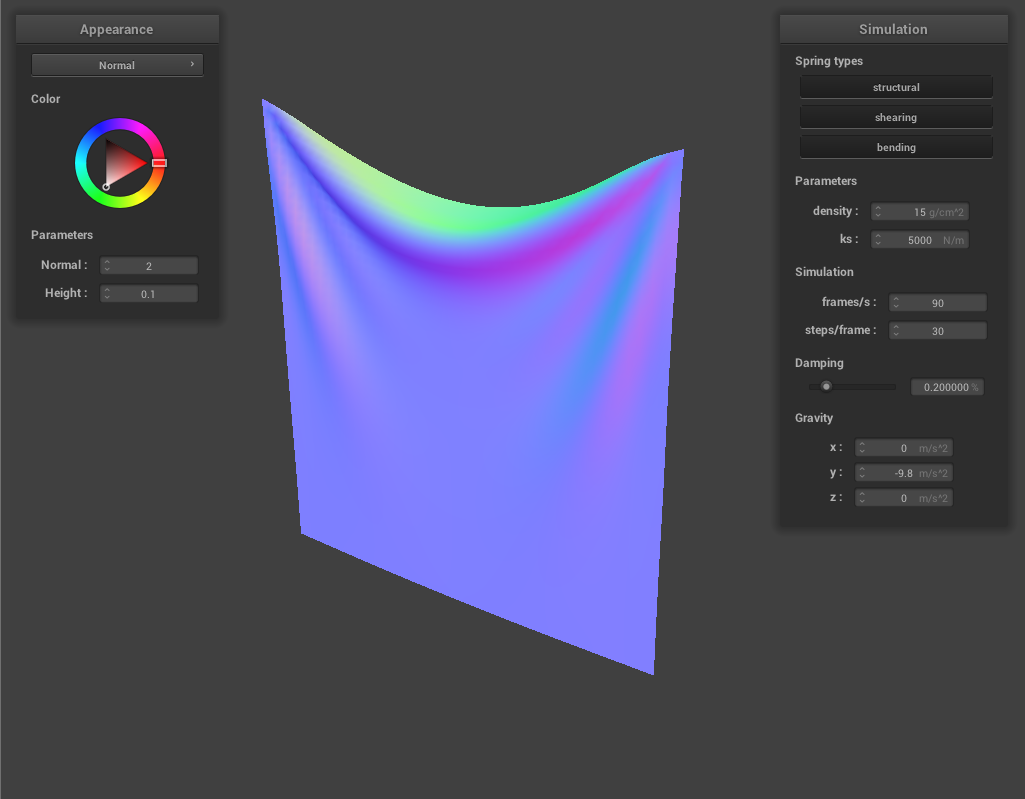 Appearance
Normal
Color
Parameters
Normal : 2
Height : 0.1
Simulation
Spring types
structural
shearing
bending
Parameters
density : 15 g/cm^2
ks : 5000 N/m
Simulation
frames/s : 90
steps/frame : 30
Damping
0.200000 %
Gravity
x : 0 m/s^2
y : -9.8 m/s^2
z : 0 m/s^2